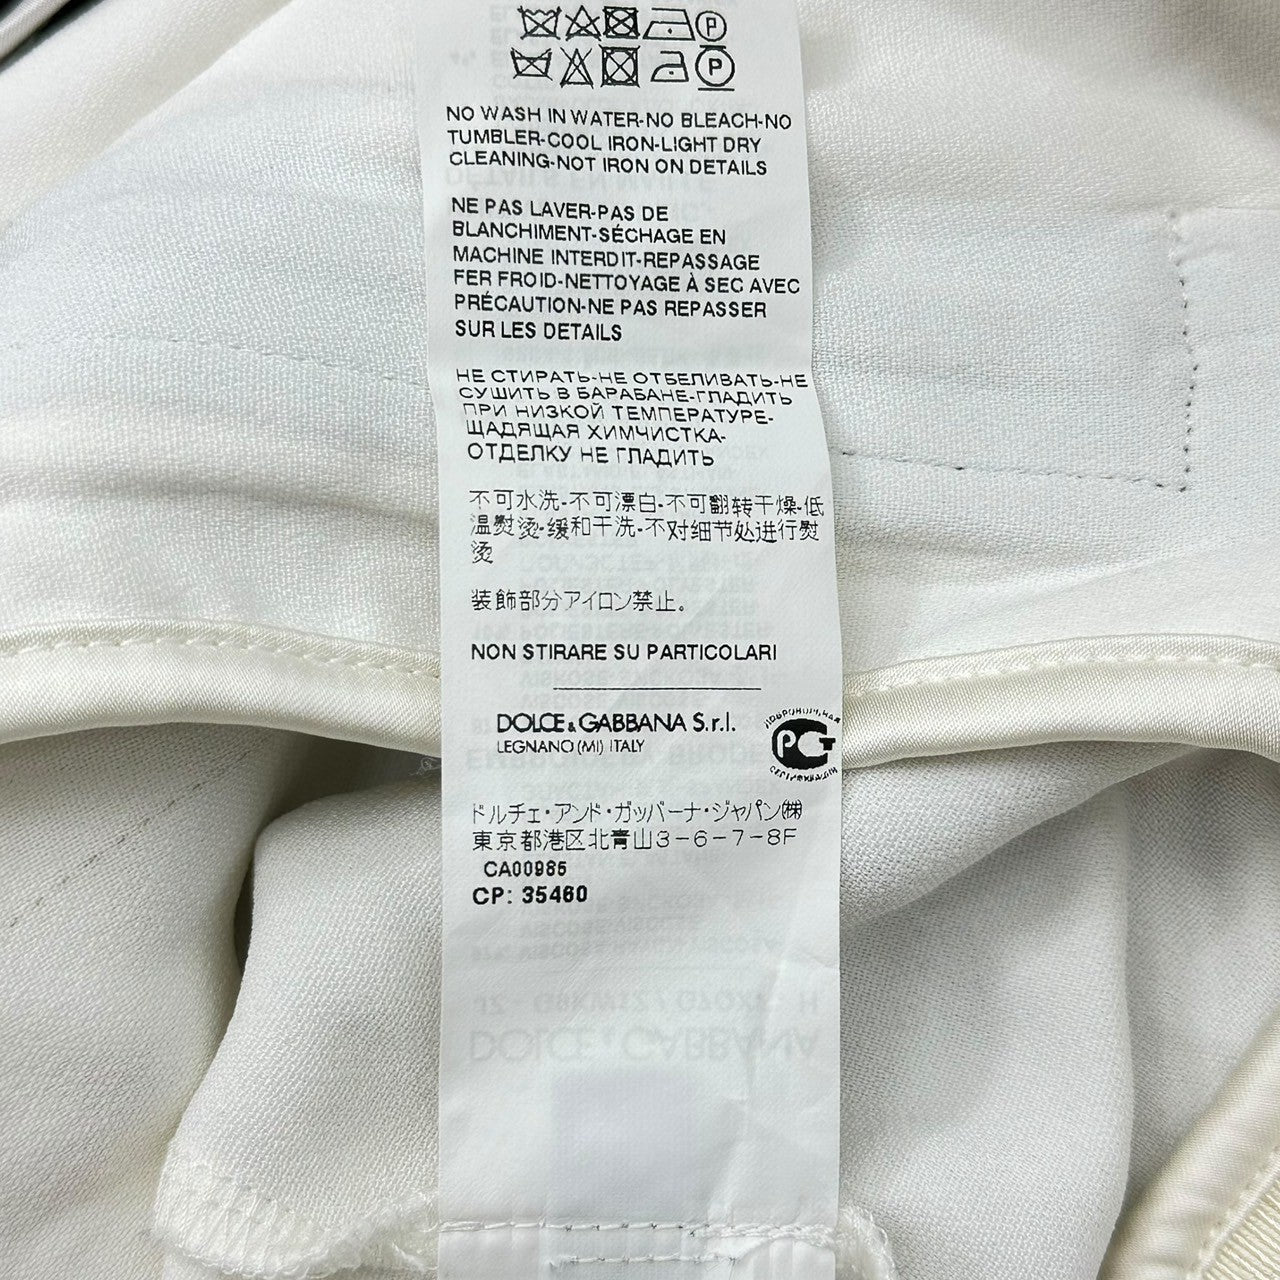 NO WASH IN WATER-NO BLEACH-NO
TUMBLER-COOL IRON-LIGHT DRY
CLEANING-NOT IRON ON DETAILS
NE PAS LAVER-PAS DE
BLANCHIMENT-SÉCHAGE EN
MACHINE INTERDIT-REPASSAGE
FER FROID-NETTOYAGE À SEC AVEC
PRÉCAUTION-NE PAS REPASSER
SUR LES DETAILS
НЕ СТИРАТЬ-НЕ ОТБЕЛИВАТЬ-НЕ
СУШИТЬ В БАРАБАНЕ-ГЛАДИТЬ
ПРИ НИЗКОЙ ТЕМПЕРАТУРЕ-
ЩАДЯЩАЯ ХИМЧИСТКА-
ОТДЕЛКУ НЕ ГЛАДИТЬ
不可水洗-不可漂白-不可翻转干燥-低
温熨烫-缓和干洗-不对细节处进行熨
烫
装飾部分アイロン禁止。
NON STIRARE SU PARTICOLARI
DOLCE & GABBANA S.r.l.
LEGNANO (MI) ITALY
ドルチェ・アンド・ガッバーナ・ジャパン(株)
東京都港区北青山3-6-7-8F
CA00985
CP: 35460